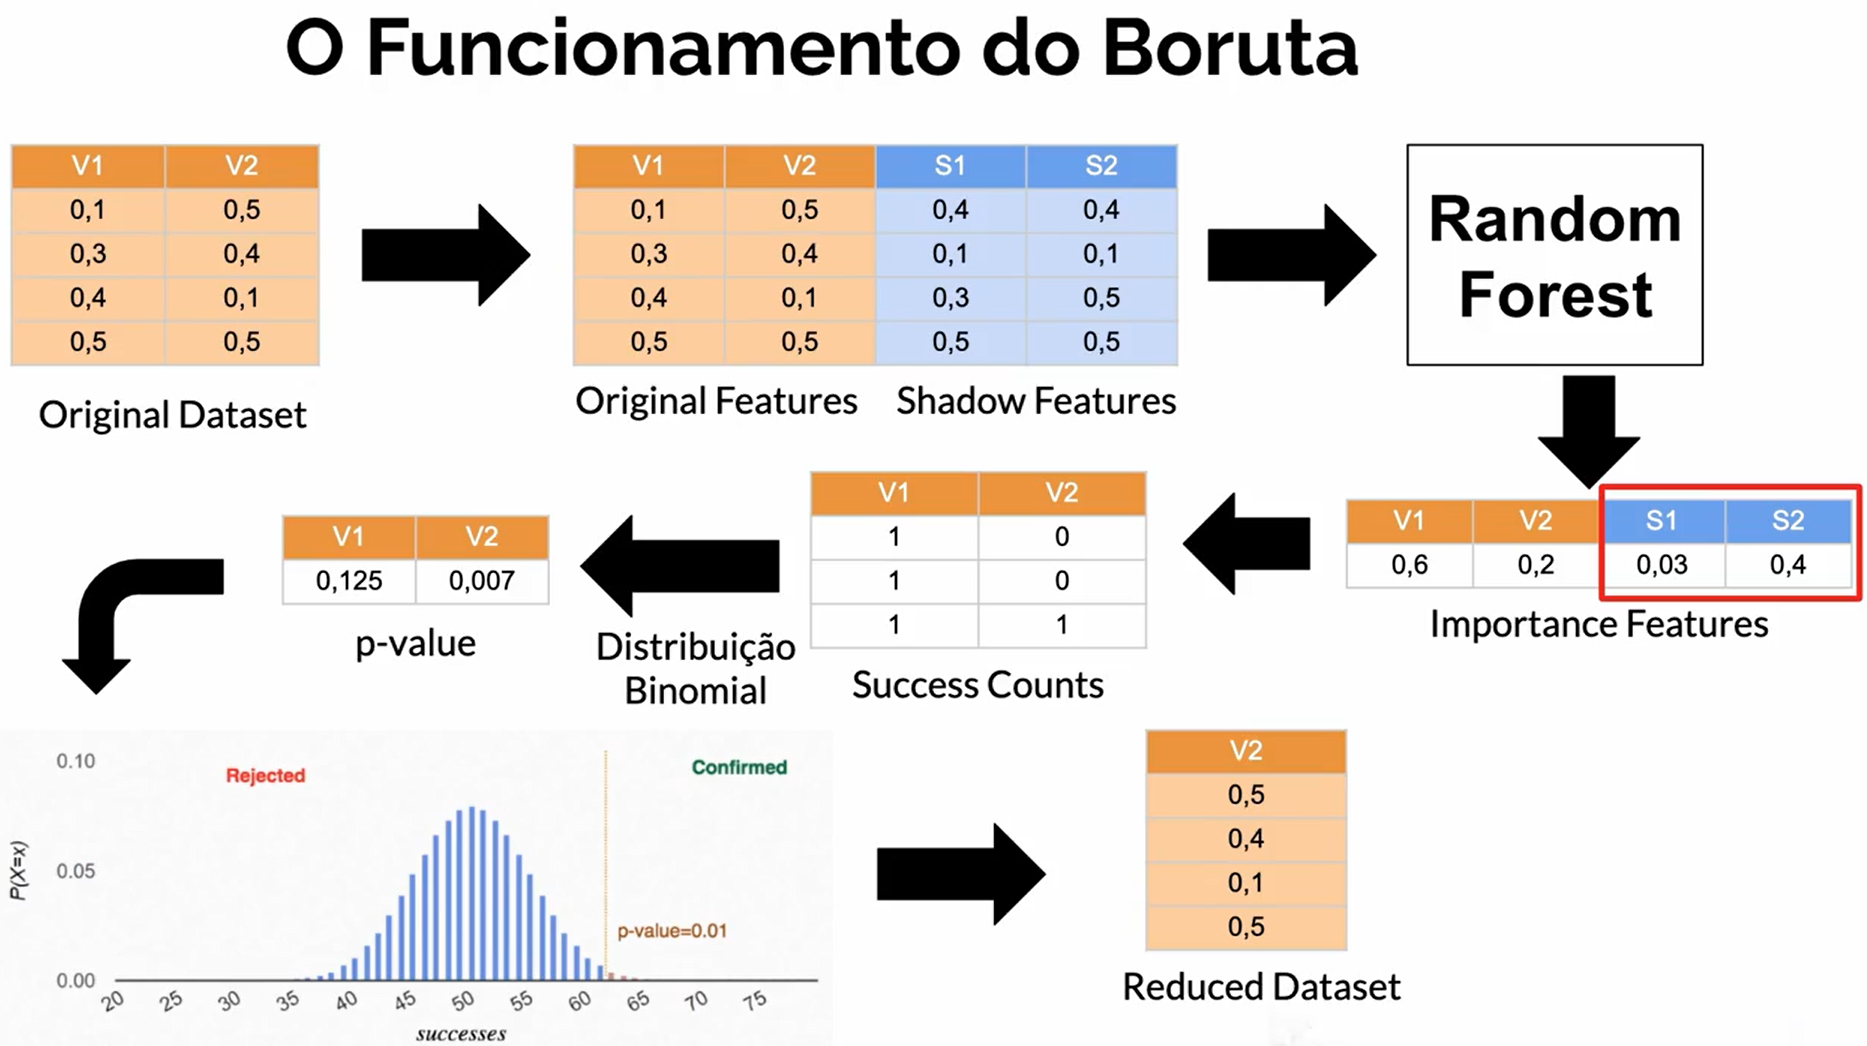 O Funcionamento do Boruta
V1 V2
0,1 0,5
0,3 0,4
0,4 0,1
0,5 0,5
Original Dataset
V1 V2 S1 S2
0,1 0,5 0,4 0,4
0,3 0,4 0,1 0,1
0,4 0,1 0,3 0,5
0,5 0,5 0,5 0,5
Original Features Shadow Features
Random
Forest
V1 V2 S1 S2
0,6 0,2 0,03 0,4
Importance Features
V1 V2
1 0
1 0
1 1
Success Counts
Distribuição
Binomial
V1 V2
0,125 0,007
p-value
Rejected
Confirmed
p-value=0.01
P(X=x)
0.10
0.05
0.00
20 25 30 35 40 45 50 55 60 65 70 75
successes
V2
0,5
0,4
0,1
0,5
Reduced Dataset